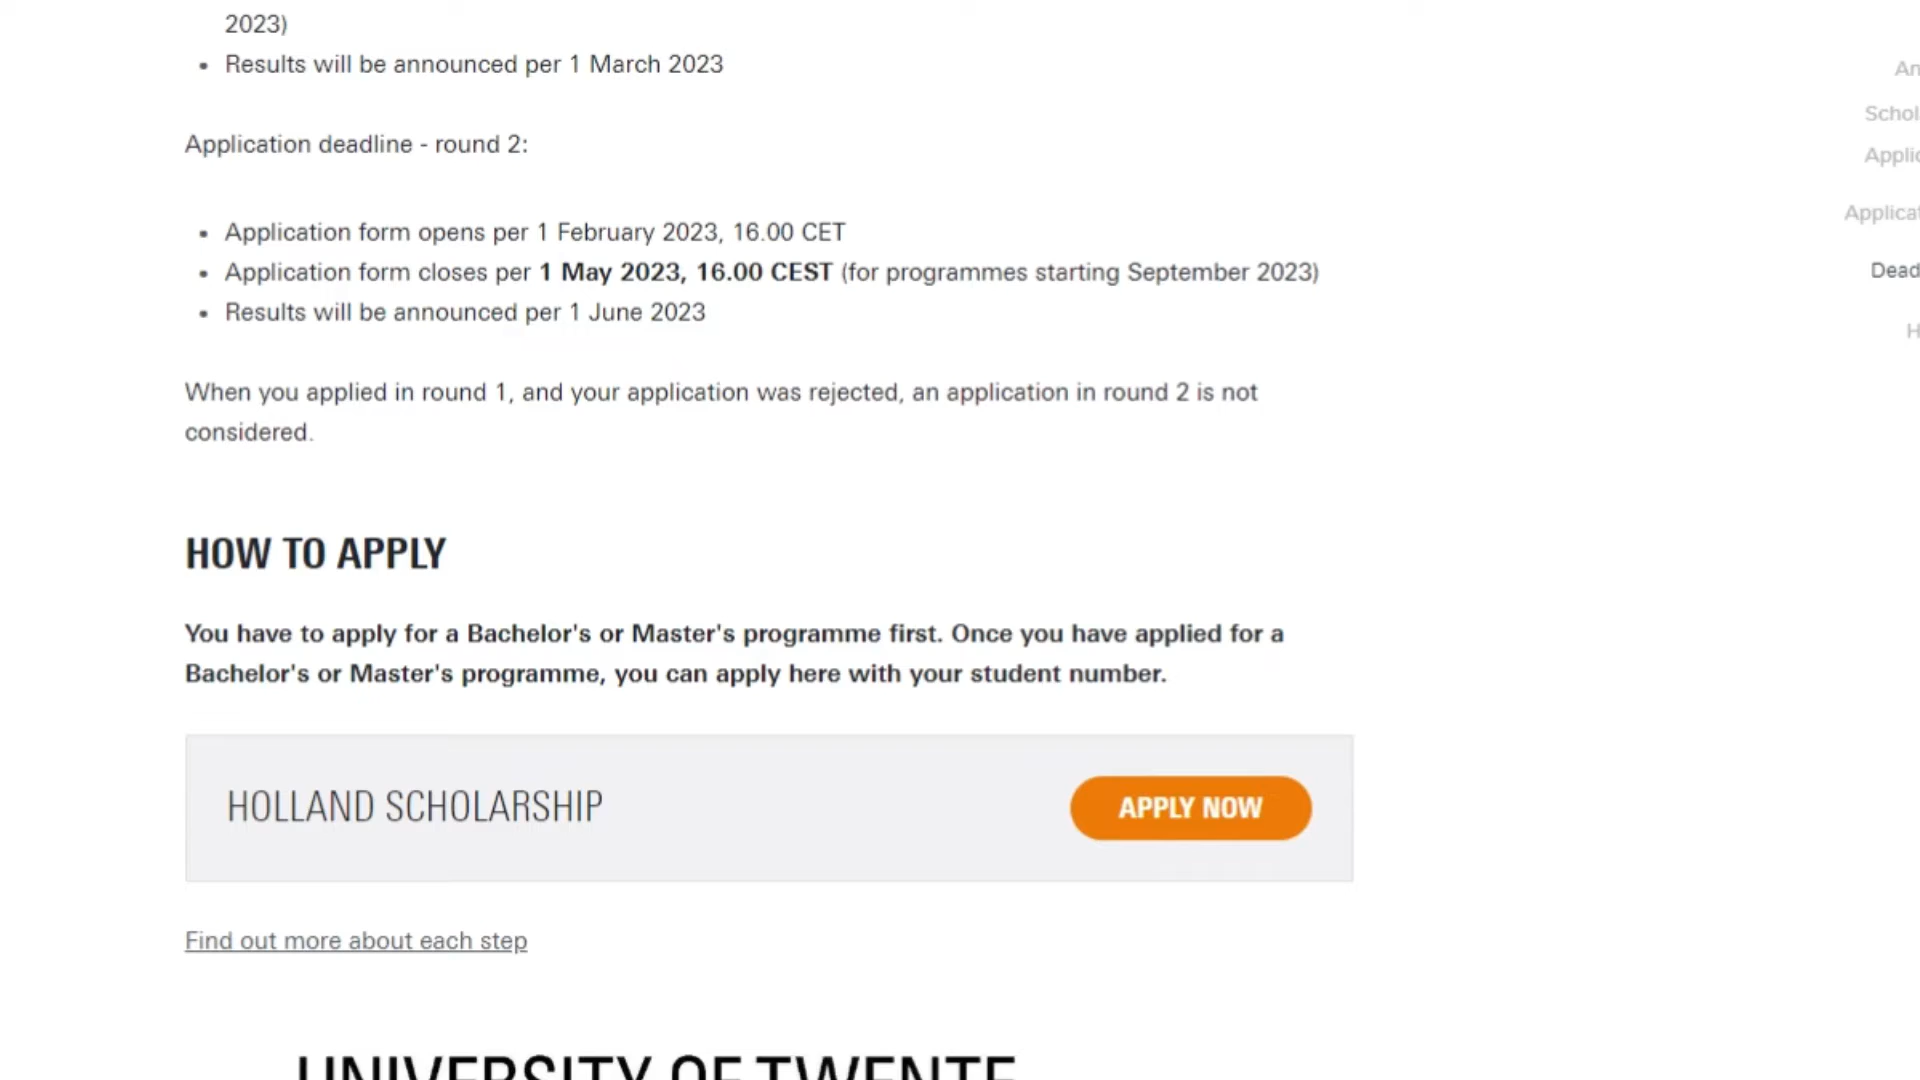 2023)
• Results will be announced per 1 March 2023
Application deadline - round 2:
• Application form opens per 1 February 2023, 16.00 CET
• Application form closes per 1 May 2023, 16.00 CEST (for programmes starting September 2023)
• Results will be announced per 1 June 2023
When you applied in round 1, and your application was rejected, an application in round 2 is not
considered.
HOW TO APPLY
You have to apply for a Bachelor's or Master's programme first. Once you have applied for a
Bachelor's or Master's programme, you can apply here with your student number.
HOLLAND SCHOLARSHIP
APPLY NOW
Find out more about each step
UNIVERSITY OF TWENTE